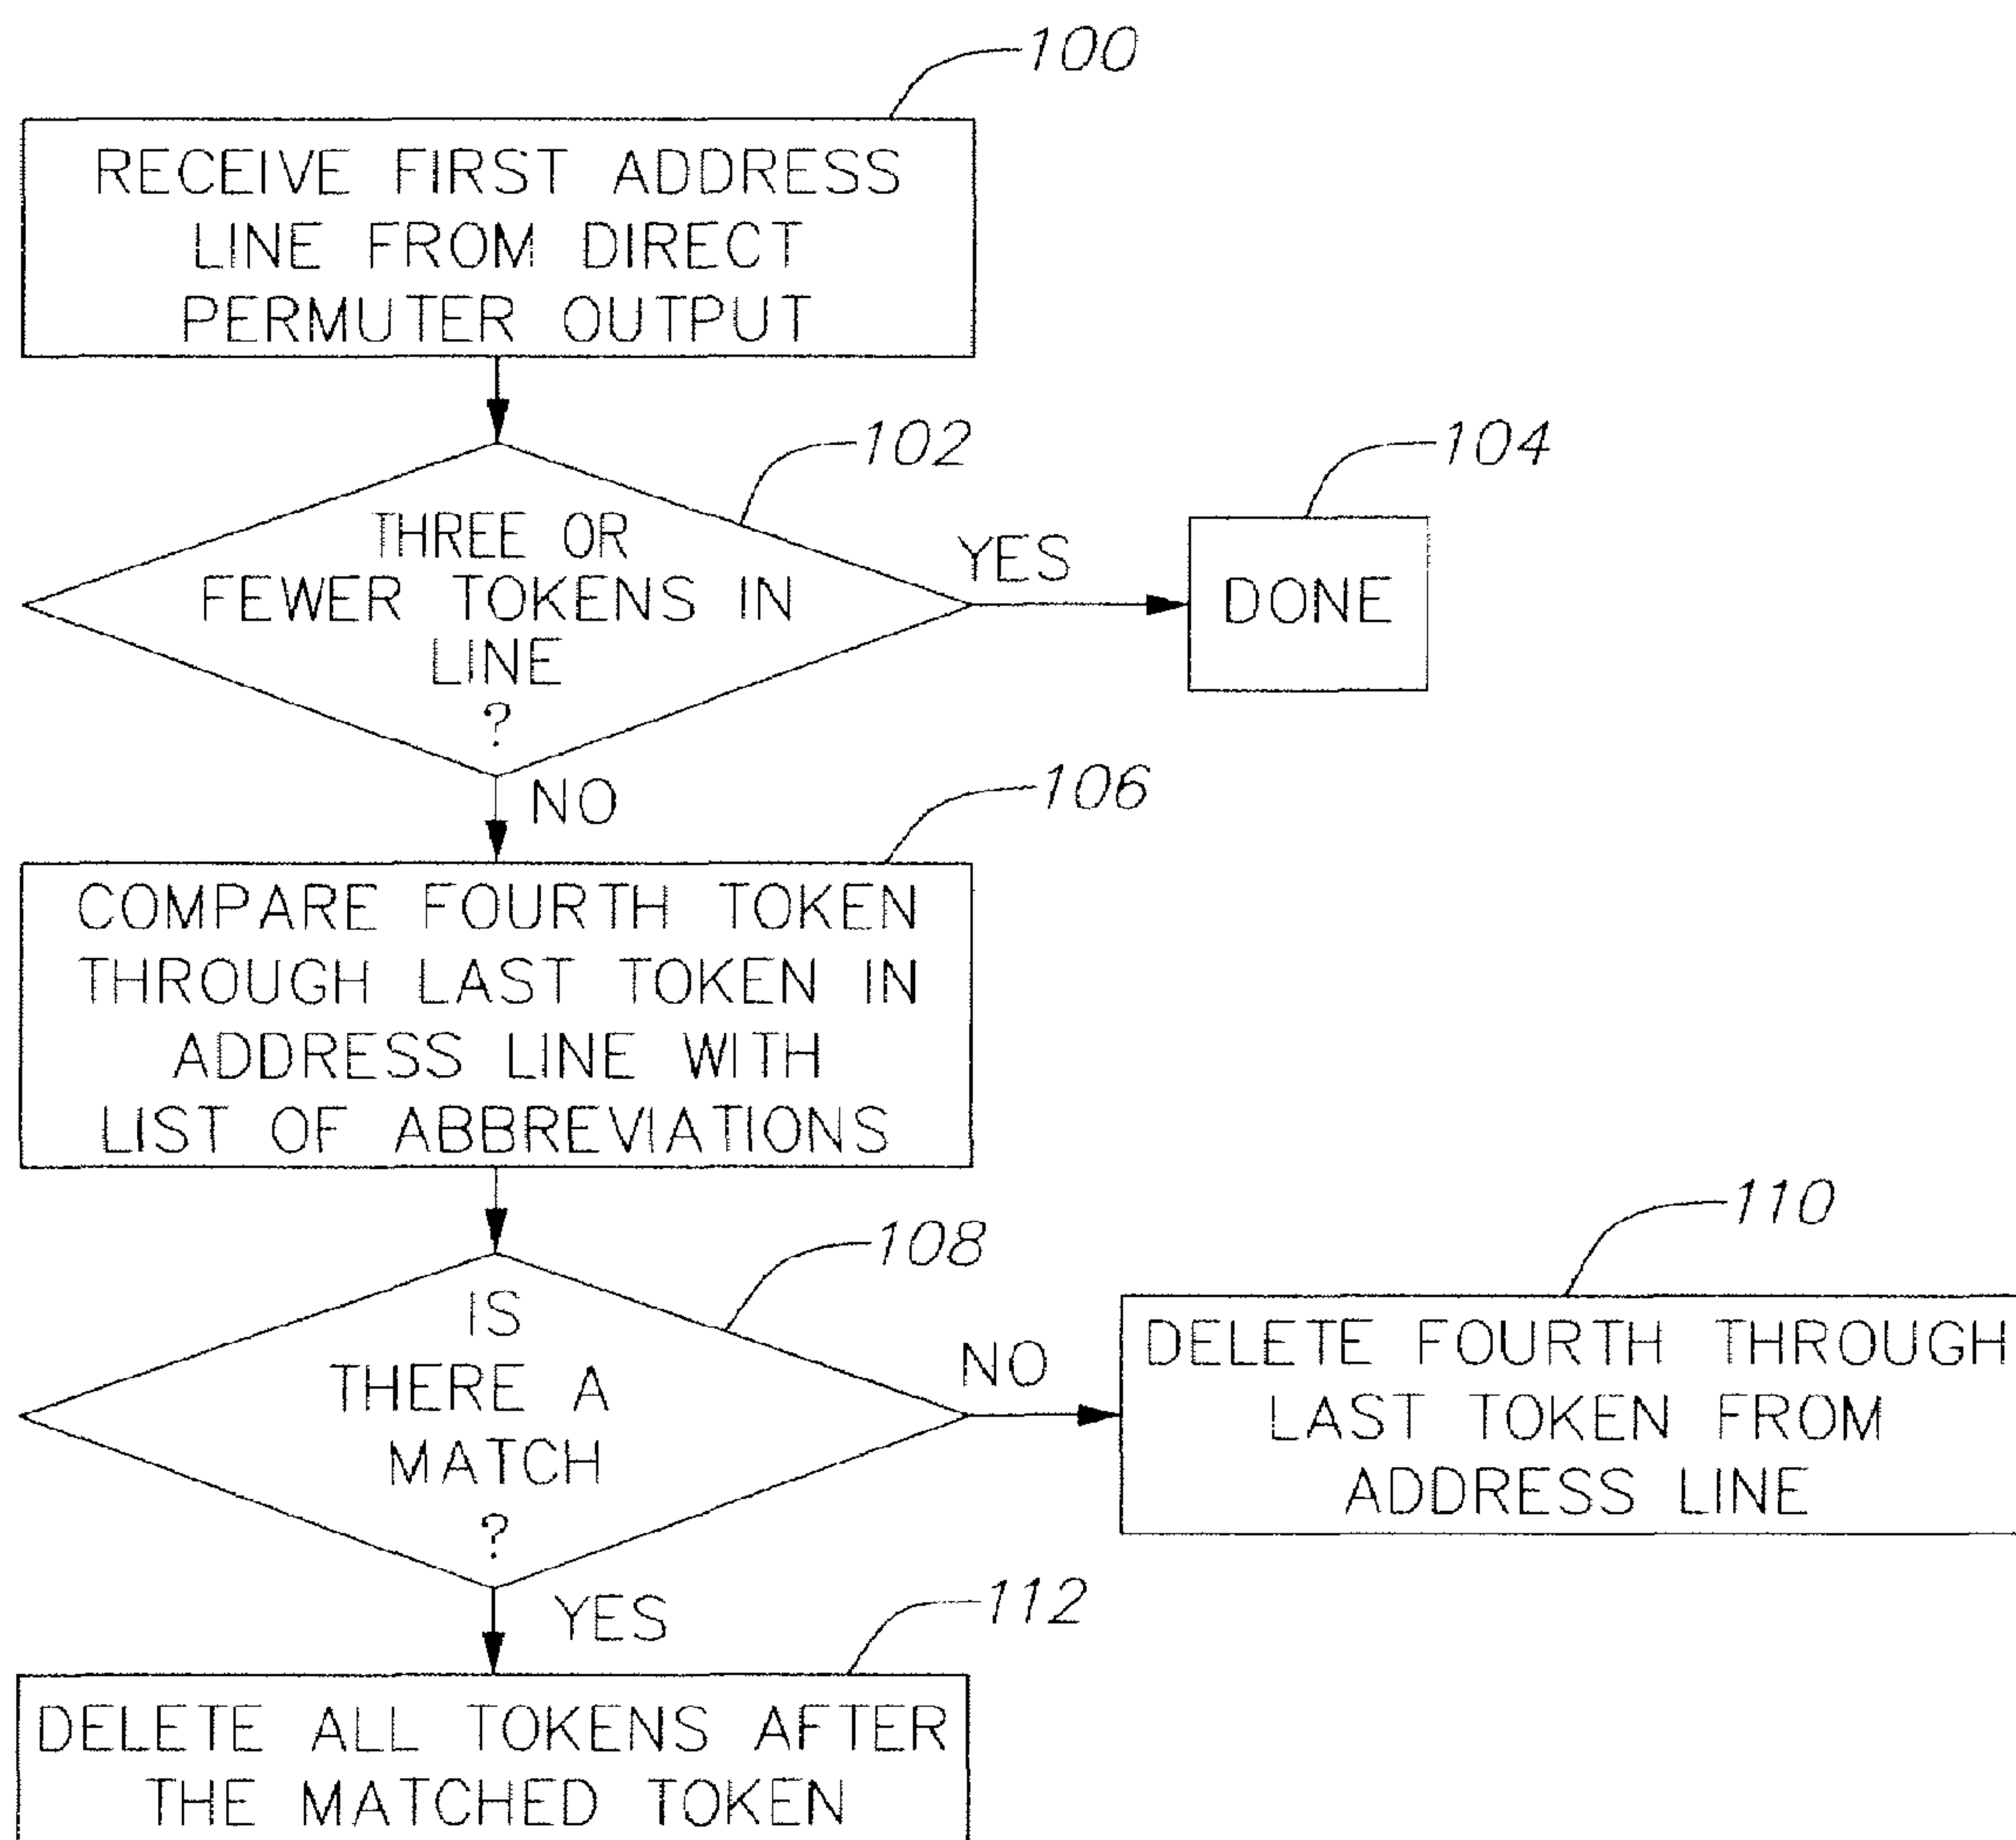 100
RECEIVE FIRST ADDRESS
LINE FROM DIRECT
PERMUTER OUTPUT
102
THREE OR
FEWER TOKENS IN
LINE
?
YES
104
DONE
NO
106
COMPARE FOURTH TOKEN
THROUGH LAST TOKEN IN
ADDRESS LINE WITH
LIST OF ABBREVIATIONS
108
IS
THERE A
MATCH
?
NO
110
DELETE FOURTH THROUGH
LAST TOKEN FROM
ADDRESS LINE
YES
112
DELETE ALL TOKENS AFTER
THE MATCHED TOKEN